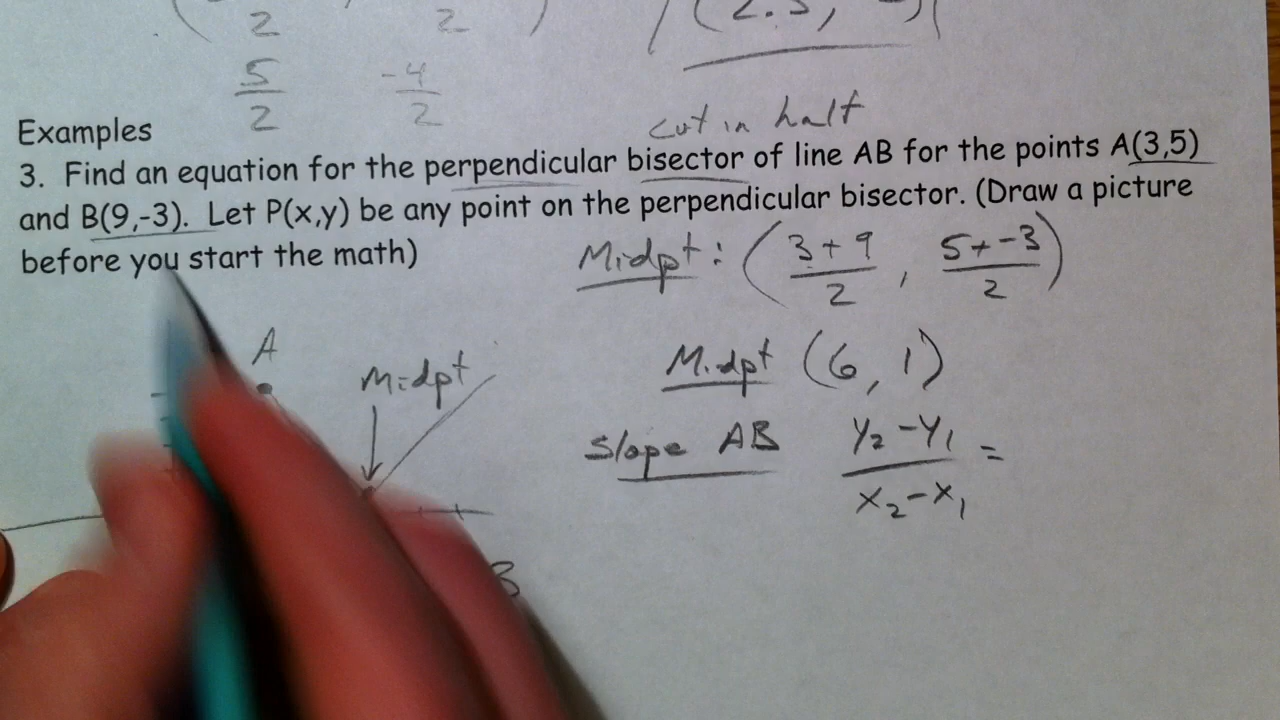 2 2
5/2 -4/2
cut in half
Examples
3. Find an equation for the perpendicular bisector of line AB for the points A(3,5)
and B(9,-3). Let P(x,y) be any point on the perpendicular bisector. (Draw a picture
before you start the math)
Midpt: (3+9/2, 5+-3/2)
A
Midpt
Midpt (6, 1)
Slope AB y₂-y₁/x₂-x₁ =
B